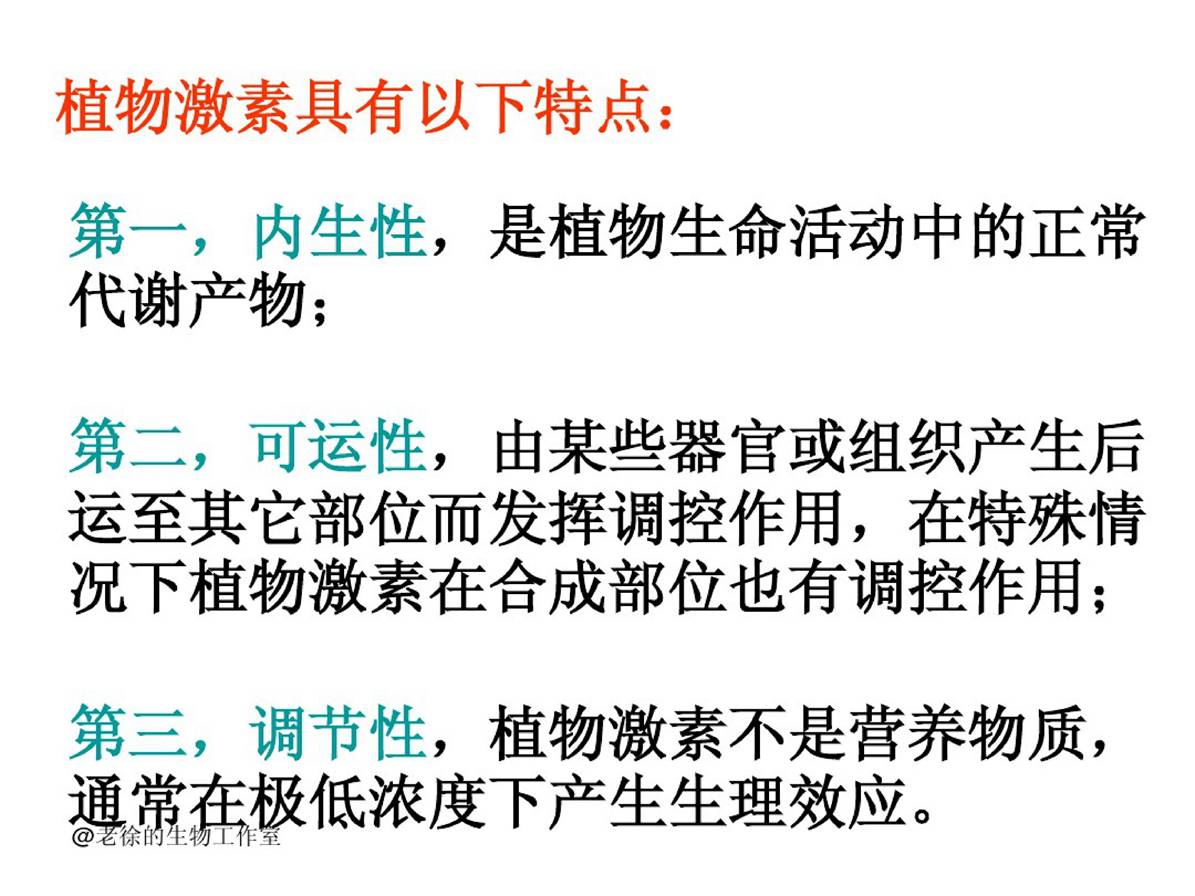 植物激素具有以下特点：
第一，内生性，是植物生命活动中的正常
代谢产物；
第二，可运性，由某些器官或组织产生后
运至其它部位而发挥调控作用，在特殊情
况下植物激素在合成部位也有调控作用；
第三，调节性，植物激素不是营养物质，
通常在极低浓度下产生生理效应。
@老徐的生物工作室